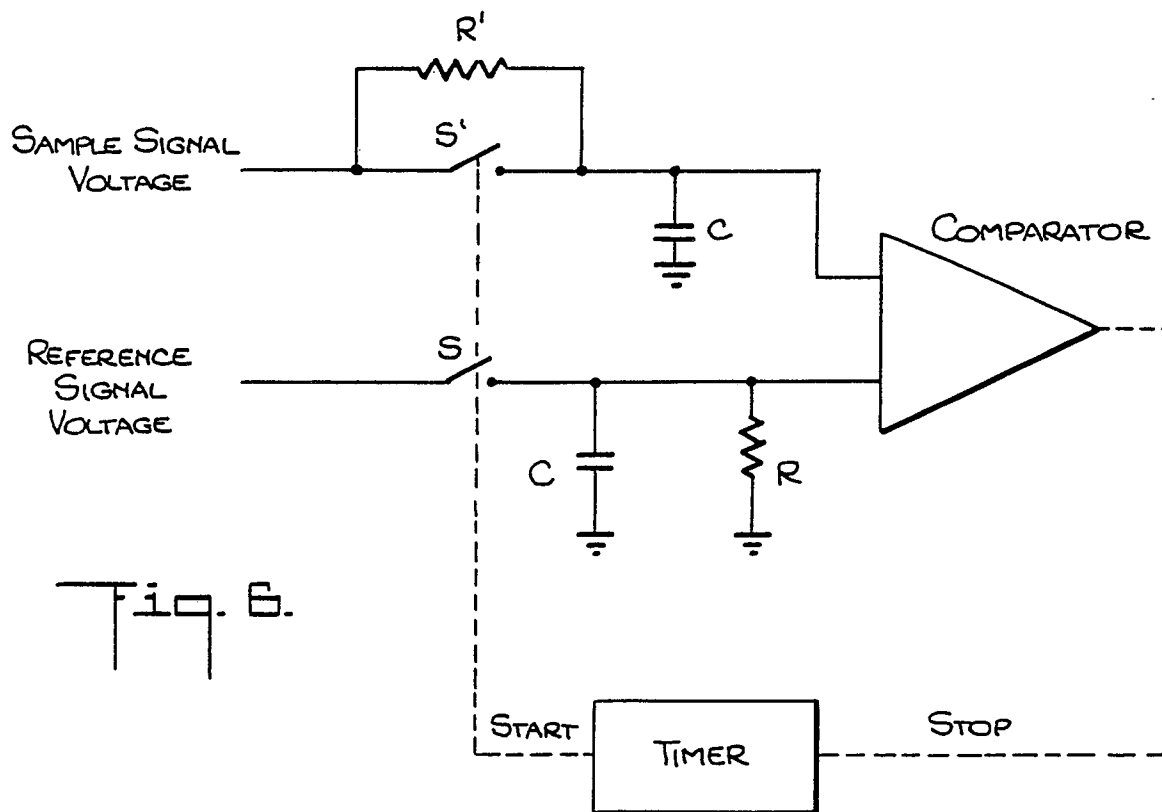 R'
SAMPLE SIGNAL
VOLTAGE
S'
C
COMPARATOR
REFERENCE
SIGNAL
VOLTAGE
S
C
R
Fig. 6.
START
TIMER
STOP